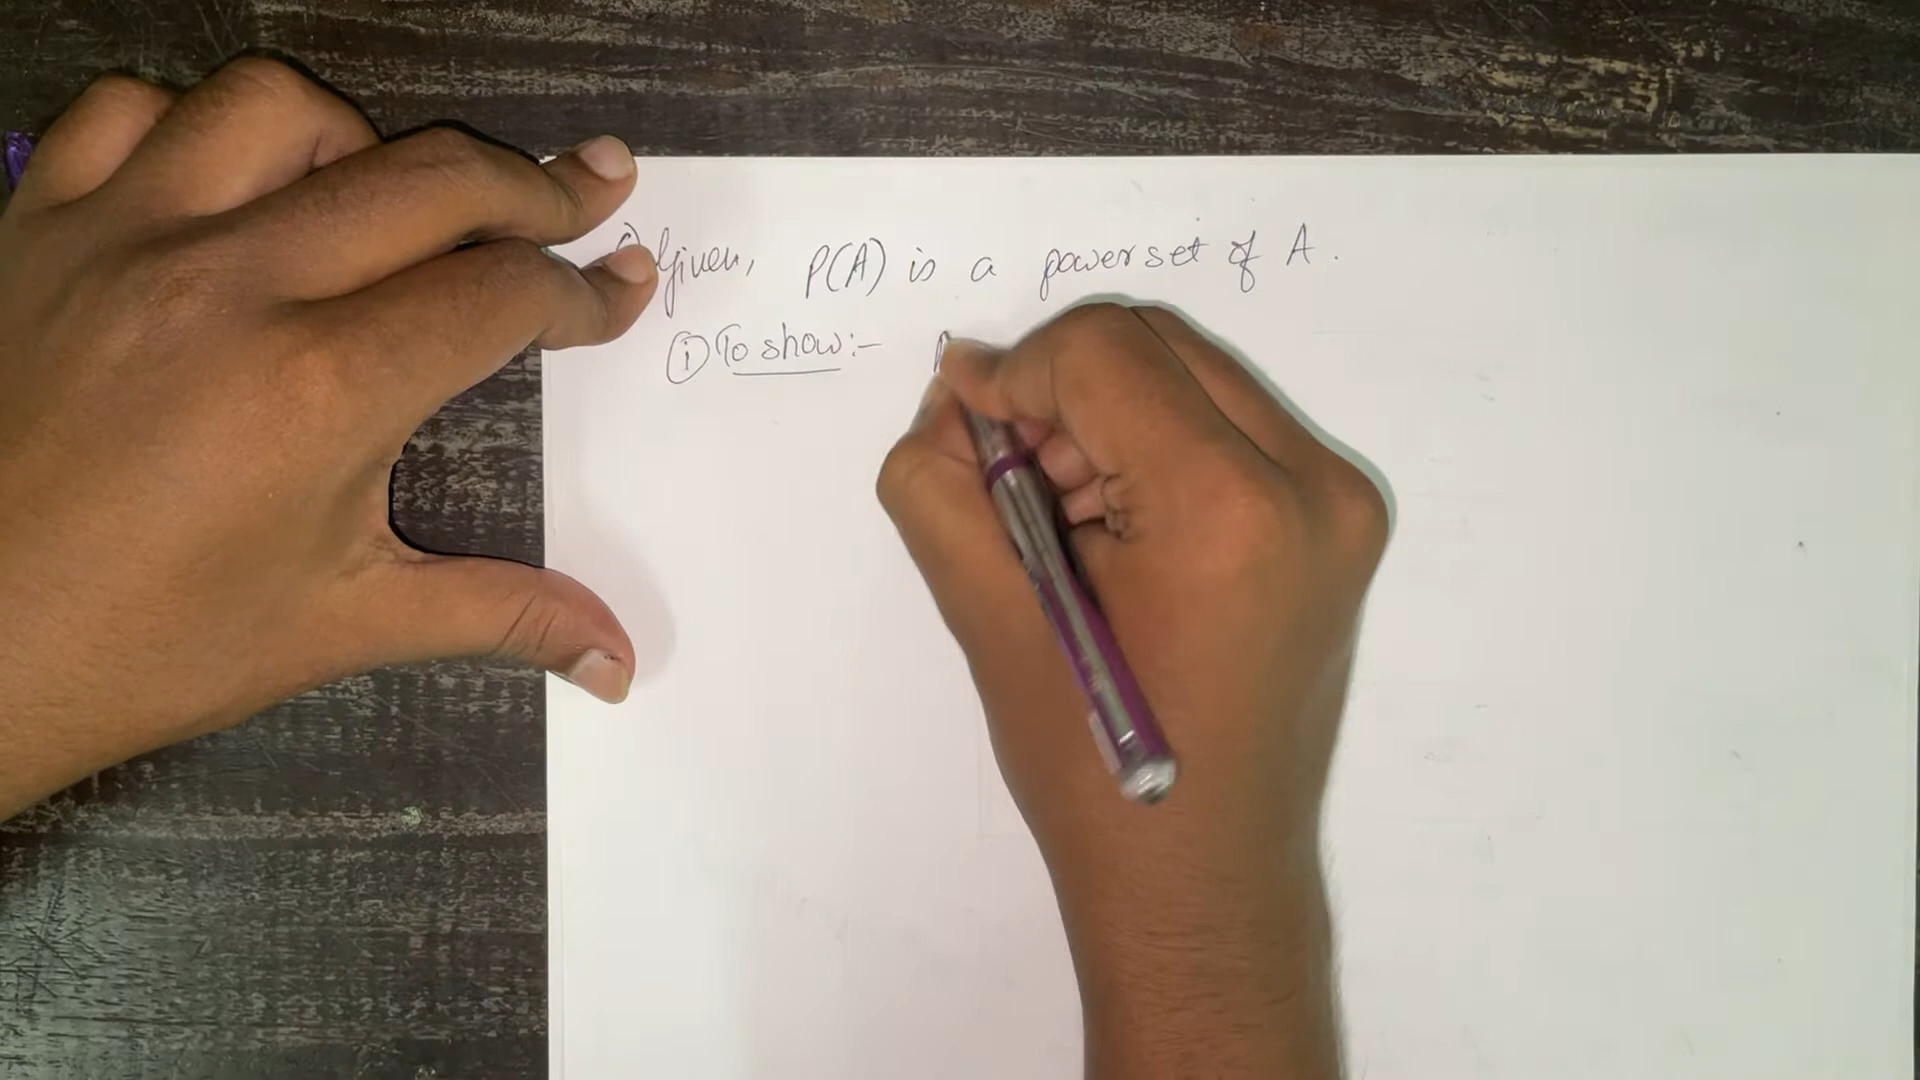 Given, P(A) is a power set of A.
(i) To show:-